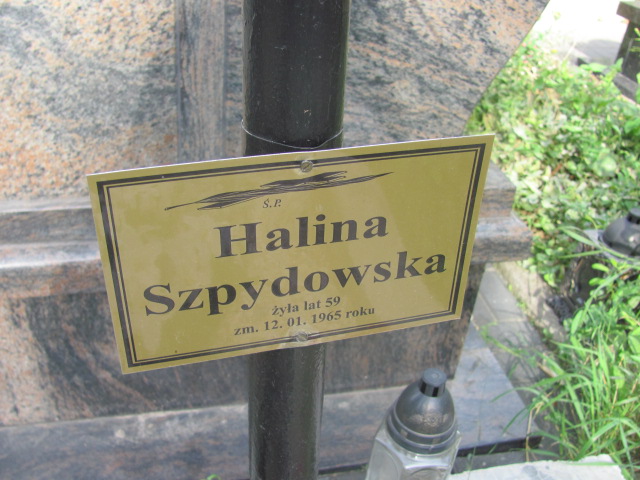 Ś.P.
Halina
Szpydowska
żyła lat 59
zm. 12. 01. 1965 roku